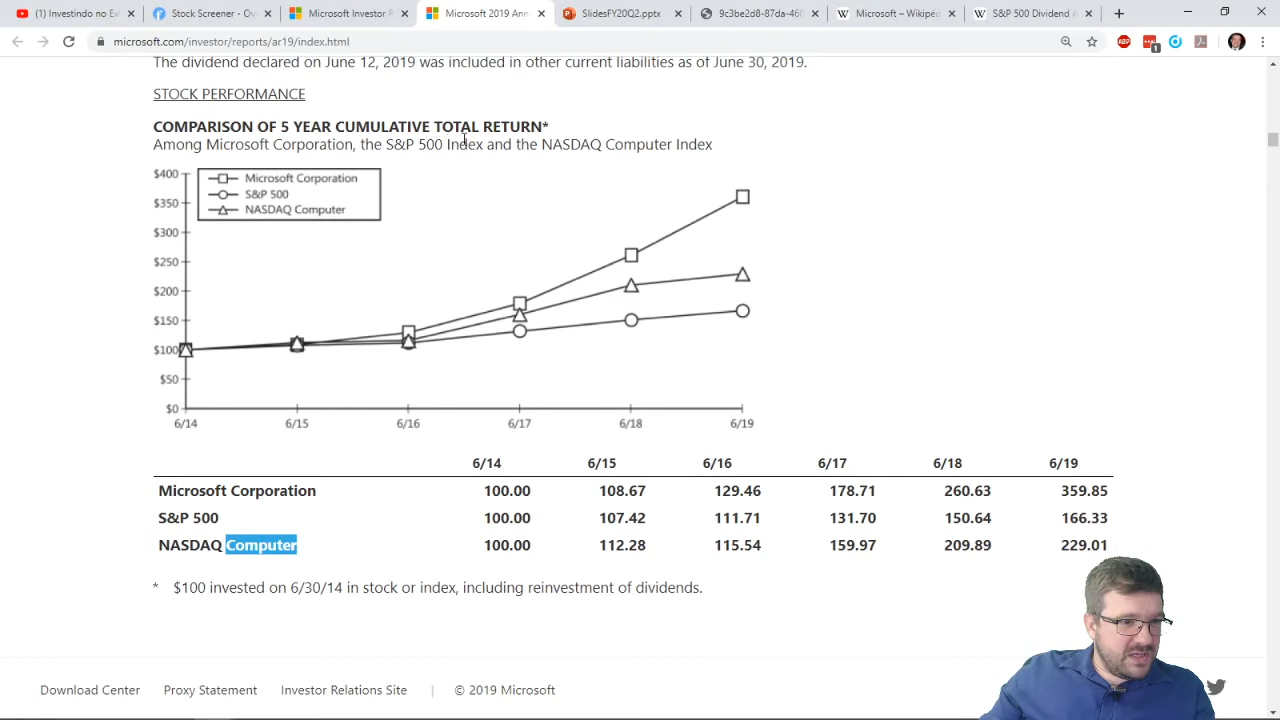 (1) Investindo no Ex
Stock Screener - Ov
Microsoft Investor R
Microsoft 2019 Ann
SlidesFY20Q2.pptx
Microsoft – Wikipéd
S&P 500 Dividend A
microsoft.com/investor/reports/ar19/index.html
ABP
1
The dividend declared on June 12, 2019 was included in other current liabilities as of June 30, 2019.
STOCK PERFORMANCE
COMPARISON OF 5 YEAR CUMULATIVE TOTAL RETURN*
Among Microsoft Corporation, the S&P 500 Index and the NASDAQ Computer Index
Microsoft Corporation
S&P 500
NASDAQ Computer
$400
$350
$300
$250
$200
$150
$100
$50
$0
6/14 6/15 6/16 6/17 6/18 6/19
6/14 6/15 6/16 6/17 6/18 6/19
Microsoft Corporation 100.00 108.67 129.46 178.71 260.63 359.85
S&P 500 100.00 107.42 111.71 131.70 150.64 166.33
NASDAQ Computer 100.00 112.28 115.54 159.97 209.89 229.01
* $100 invested on 6/30/14 in stock or index, including reinvestment of dividends.
Download Center Proxy Statement Investor Relations Site | © 2019 Microsoft